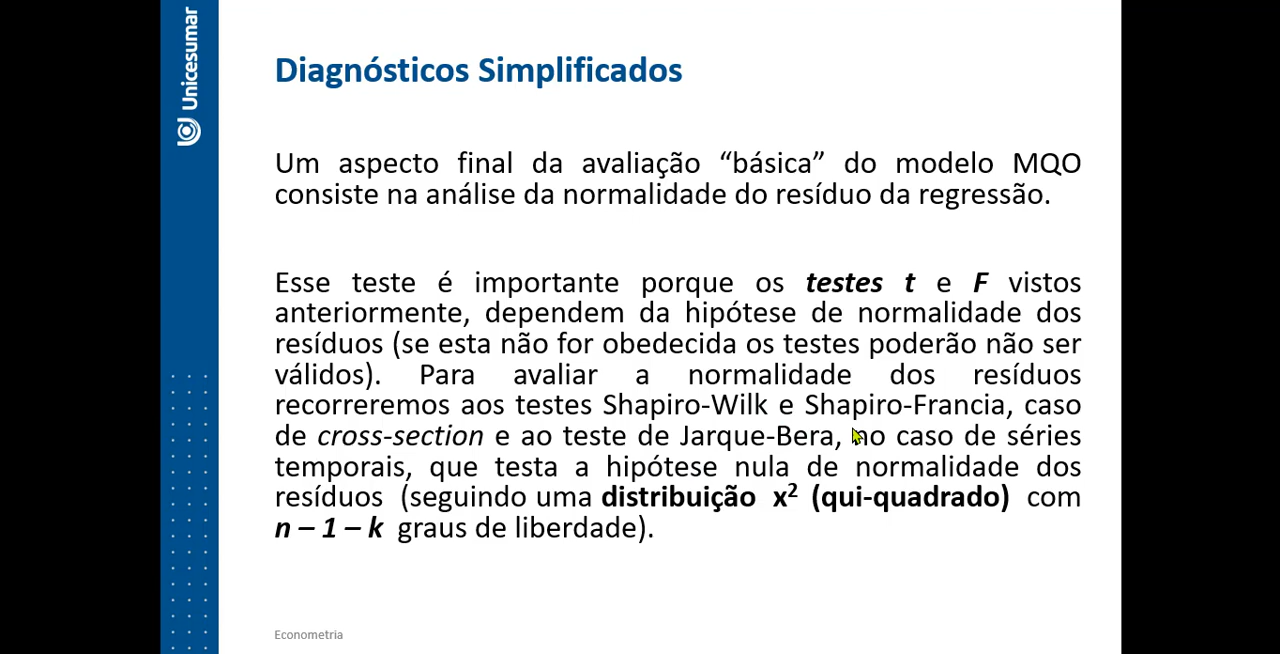 Unicesumar
Diagnósticos Simplificados
Um aspecto final da avaliação “básica” do modelo MQO
consiste na análise da normalidade do resíduo da regressão.
Esse teste é importante porque os testes t e F vistos
anteriormente, dependem da hipótese de normalidade dos
resíduos (se esta não for obedecida os testes poderão não ser
válidos). Para avaliar a normalidade dos resíduos
recorreremos aos testes Shapiro-Wilk e Shapiro-Francia, caso
de cross-section e ao teste de Jarque-Bera, no caso de séries
temporais, que testa a hipótese nula de normalidade dos
resíduos (seguindo uma distribuição x² (qui-quadrado) com
n – 1 – k graus de liberdade).
Econometria